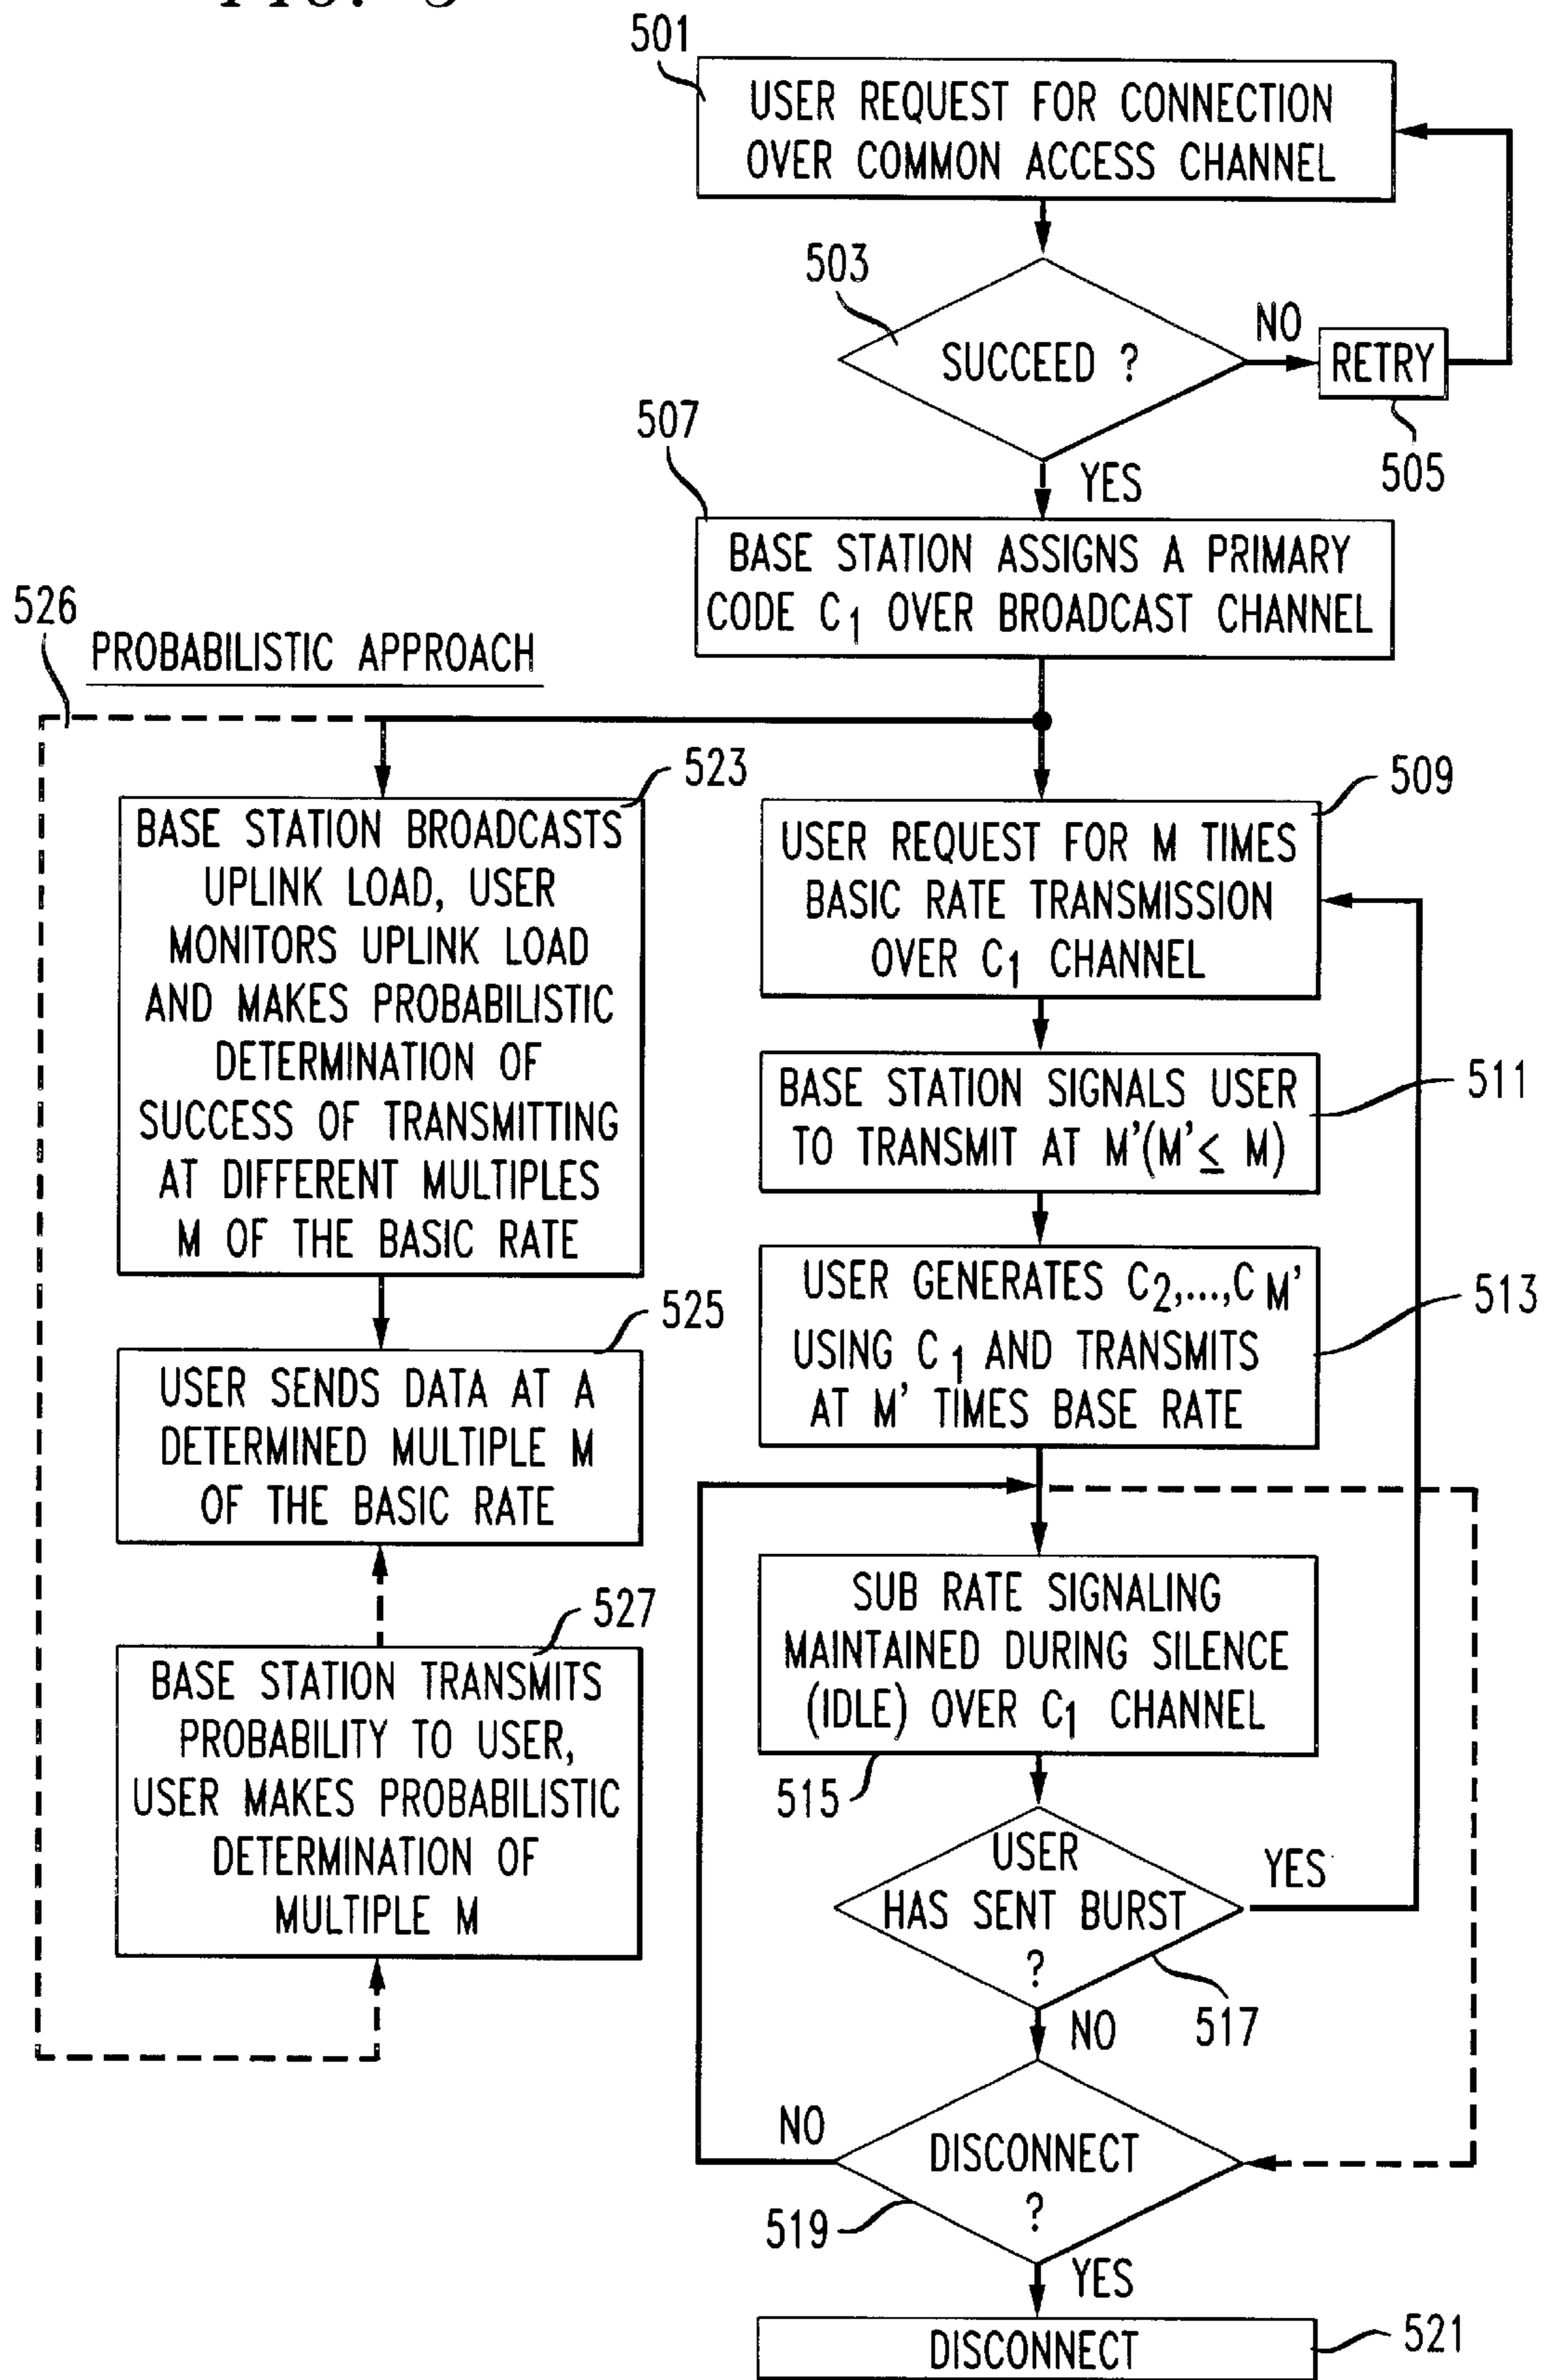 501
USER REQUEST FOR CONNECTION
OVER COMMON ACCESS CHANNEL
503
SUCCEED ?
NO
RETRY
505
YES
507
BASE STATION ASSIGNS A PRIMARY
CODE C1 OVER BROADCAST CHANNEL
526
PROBABILISTIC APPROACH
523
BASE STATION BROADCASTS
UPLINK LOAD, USER
MONITORS UPLINK LOAD
AND MAKES PROBABILISTIC
DETERMINATION OF
SUCCESS OF TRANSMITTING
AT DIFFERENT MULTIPLES
M OF THE BASIC RATE
525
USER SENDS DATA AT A
DETERMINED MULTIPLE M
OF THE BASIC RATE
527
BASE STATION TRANSMITS
PROBABILITY TO USER,
USER MAKES PROBABILISTIC
DETERMINATION OF
MULTIPLE M
509
USER REQUEST FOR M TIMES
BASIC RATE TRANSMISSION
OVER C1 CHANNEL
511
BASE STATION SIGNALS USER
TO TRANSMIT AT M'(M'≤ M)
513
USER GENERATES C2,...,C M'
USING C1 AND TRANSMITS
AT M' TIMES BASE RATE
SUB RATE SIGNALING
MAINTAINED DURING SILENCE
(IDLE) OVER C1 CHANNEL
515
USER
HAS SENT BURST
?
YES
517
NO
DISCONNECT
?
NO
519
YES
DISCONNECT
521